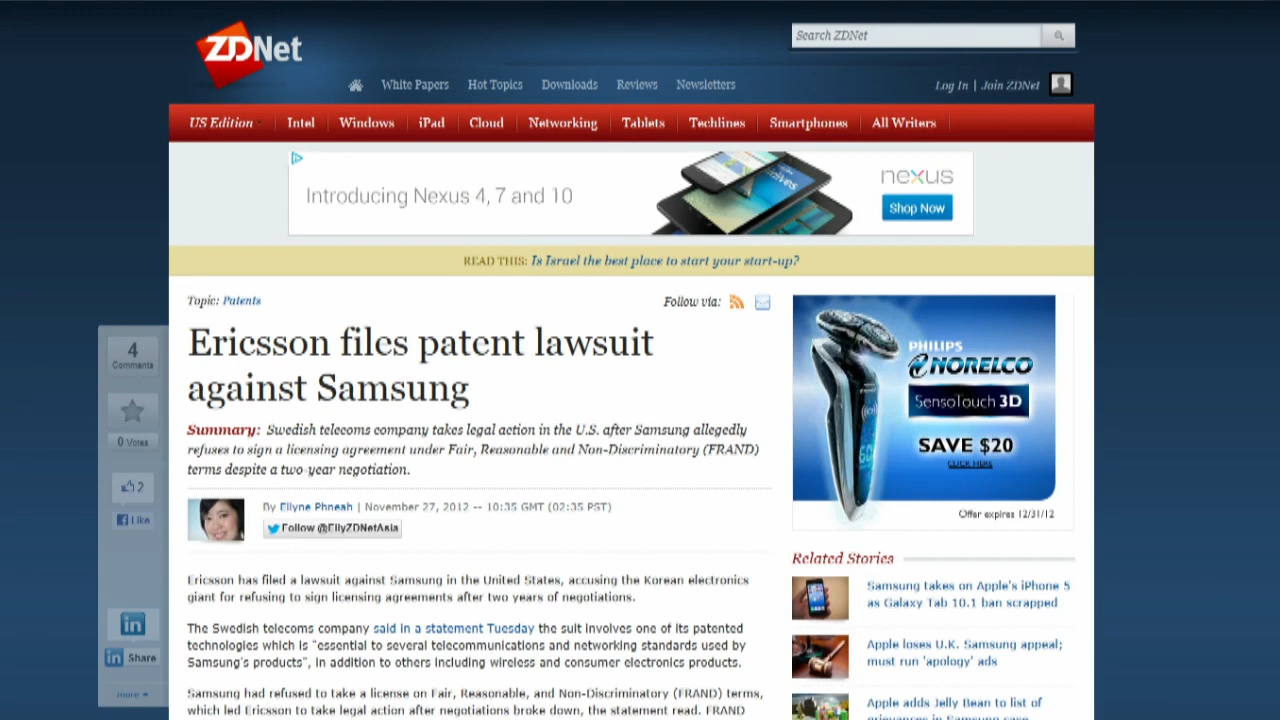 ZDNet
Search ZDNet
White Papers Hot Topics Downloads Reviews Newsletters
Log In | Join ZDNet
US Edition Intel Windows iPad Cloud Networking Tablets Techlines Smartphones All Writers
Introducing Nexus 4, 7 and 10
nexus
Shop Now
READ THIS: Is Israel the best place to start your start-up?
Topic: Patents
Follow via:
Ericsson files patent lawsuit
against Samsung
Summary: Swedish telecoms company takes legal action in the U.S. after Samsung allegedly
refuses to sign a licensing agreement under Fair, Reasonable and Non-Discriminatory (FRAND)
terms despite a two-year negotiation.
By Ellyne Phneah | November 27, 2012 -- 10:35 GMT (02:35 PST)
Follow @EllyZDNetAsia
Ericsson has filed a lawsuit against Samsung in the United States, accusing the Korean electronics
giant for refusing to sign licensing agreements after two years of negotiations.
The Swedish telecoms company said in a statement Tuesday the suit involves one of its patented
technologies which is "essential to several telecommunications and networking standards used by
Samsung's products", in addition to others including wireless and consumer electronics products.
Samsung had refused to take a license on Fair, Reasonable, and Non-Discriminatory (FRAND) terms,
which led Ericsson to take legal action after negotiations broke down, the statement read. FRAND
4
Comments
0 Votes
2
Like
in
in Share
more
PHILIPS
NORELCO
SensoTouch 3D
SAVE $20
CLICK HERE
Offer expires 12/31/12
Related Stories
Samsung takes on Apple's iPhone 5
as Galaxy Tab 10.1 ban scrapped
Apple loses U.K. Samsung appeal;
must run 'apology' ads
Apple adds Jelly Bean to list of
grievances in Samsung case